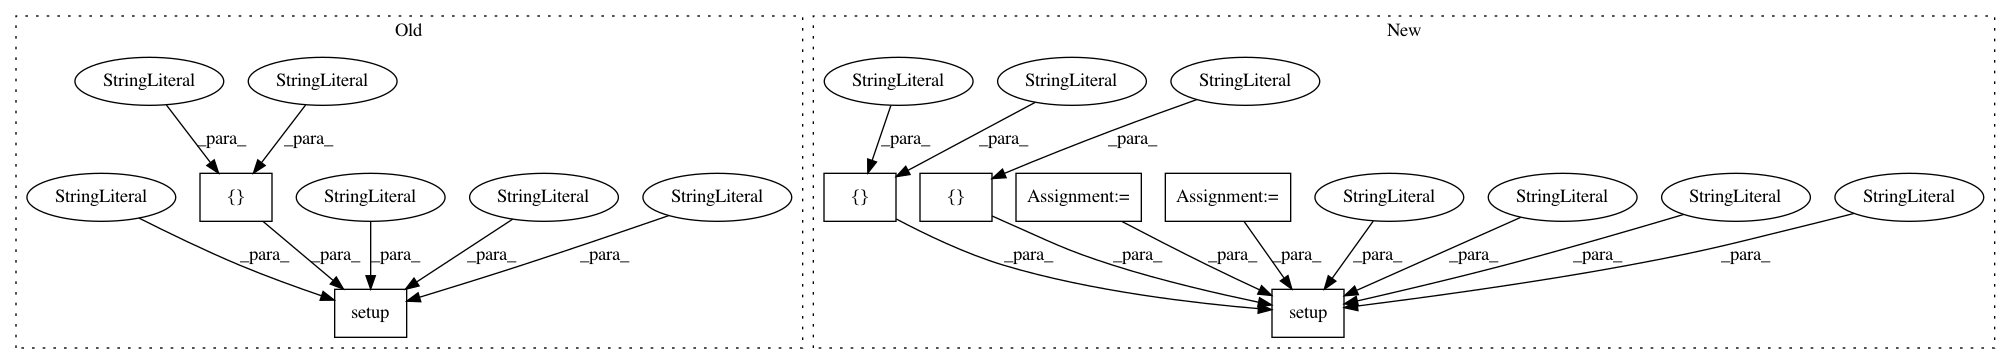 Old
New
StringLiteral
StringLiteral
StringLiteral
StringLiteral
StringLiteral
_para_
_para_
_para_
_para_
_para_
StringLiteral
{}
StringLiteral
StringLiteral
StringLiteral
{}
{}
Assignment:=
Assignment:=
StringLiteral
StringLiteral
StringLiteral
StringLiteral
_para_
_para_
_para_
_para_
_para_
_para_
_para_
_para_
_para_
_para_
_para_
_para_
_para_
setup
setup